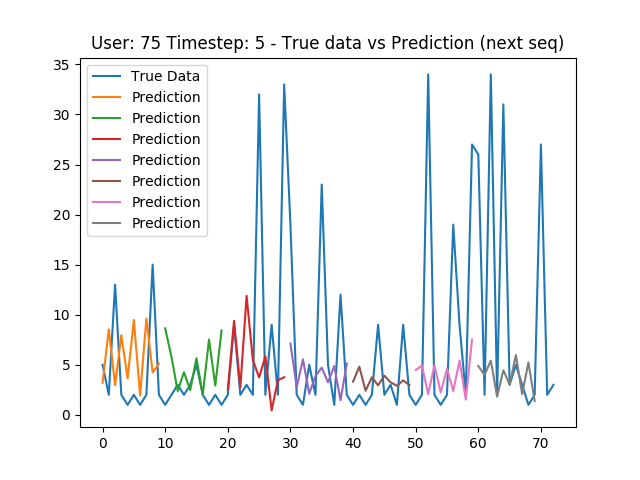 User: 75 Timestep: 5 - True data vs Prediction (next seq)
35
30
25
20
15
10
5
0
True Data
Prediction
Prediction
Prediction
Prediction
Prediction
Prediction
Prediction
0 10 20 30 40 50 60 70